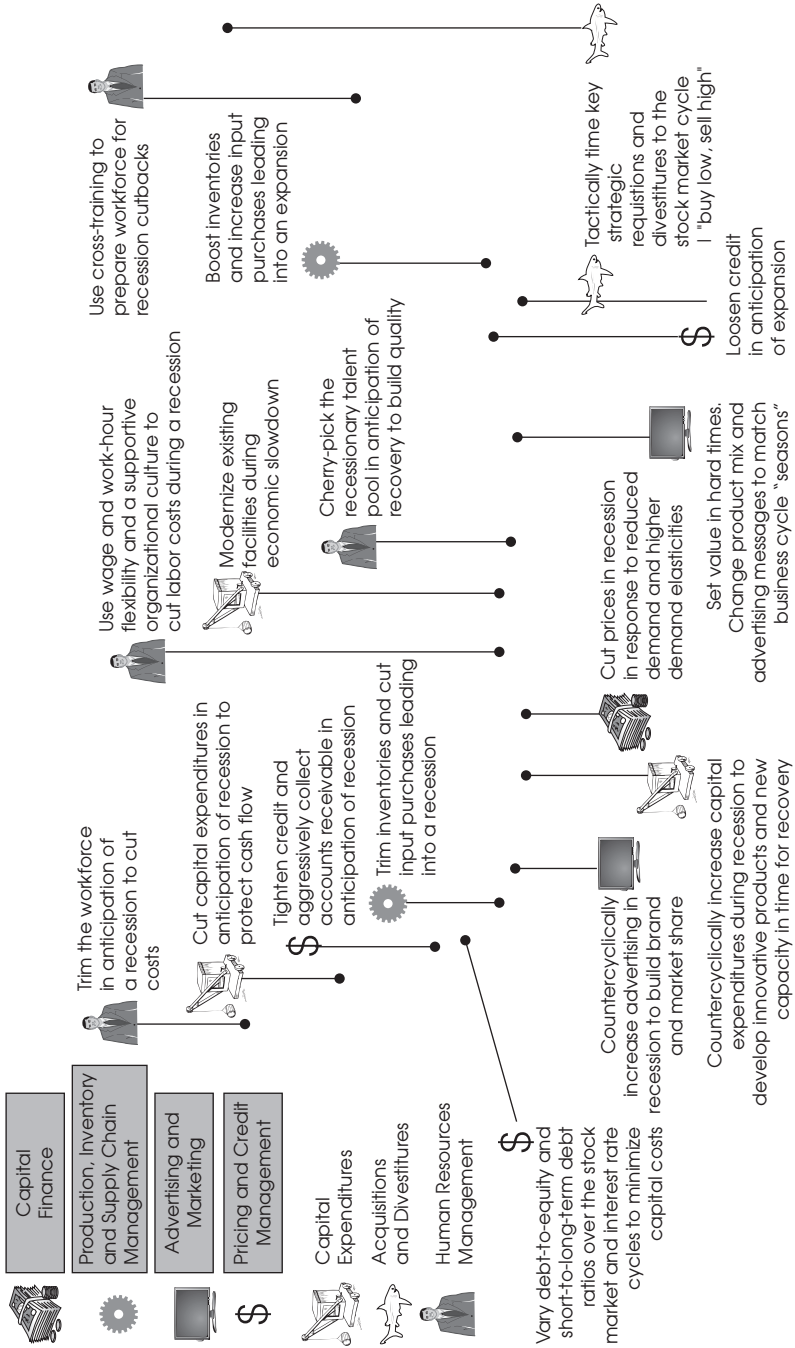 Capital
Finance
Production, Inventory
and Supply Chain
Management
Advertising and
Marketing
$
Pricing and Credit
Management
Capital
Expenditures
Acquisitions
and Divestitures
Human Resources
Management
Trim the workforce
in anticipation of
a recession to cut
costs
Cut capital expenditures in
anticipation of recession to
protect cash flow
$
Tighten credit and
aggressively collect
accounts receivable in
anticipation of recession
Trim inventories and cut
input purchases leading
into a recession
Use wage and work-hour
flexibility and a supportive
organizational culture to
cut labor costs during a recession
Modernize existing
facilities during
economic slowdown
Cherry-pick the
recessionary talent
pool in anticipation of
recovery to build quality
Use cross-training to
prepare workforce for
recession cutbacks
Boost inventories
and increase input
purchases leading
into an expansion
$
Vary debt-to-equity and
short-to-long-term debt
ratios over the stock
market and interest rate
cycles to minimize
capital costs
Countercyclically
increase advertising in
recession to build brand
and market share
Countercyclically increase capital
expenditures during recession to
develop innovative products and new
capacity in time for recovery
Cut prices in recession
in response to reduced
demand and higher
demand elasticities
Set value in hard times.
Change product mix and
advertising messages to match
business cycle "seasons"
$
Loosen credit
in anticipation
of expansion
Tactically time key
strategic
requistions and
divestitures to the
stock market cycle
| "buy low, sell high"